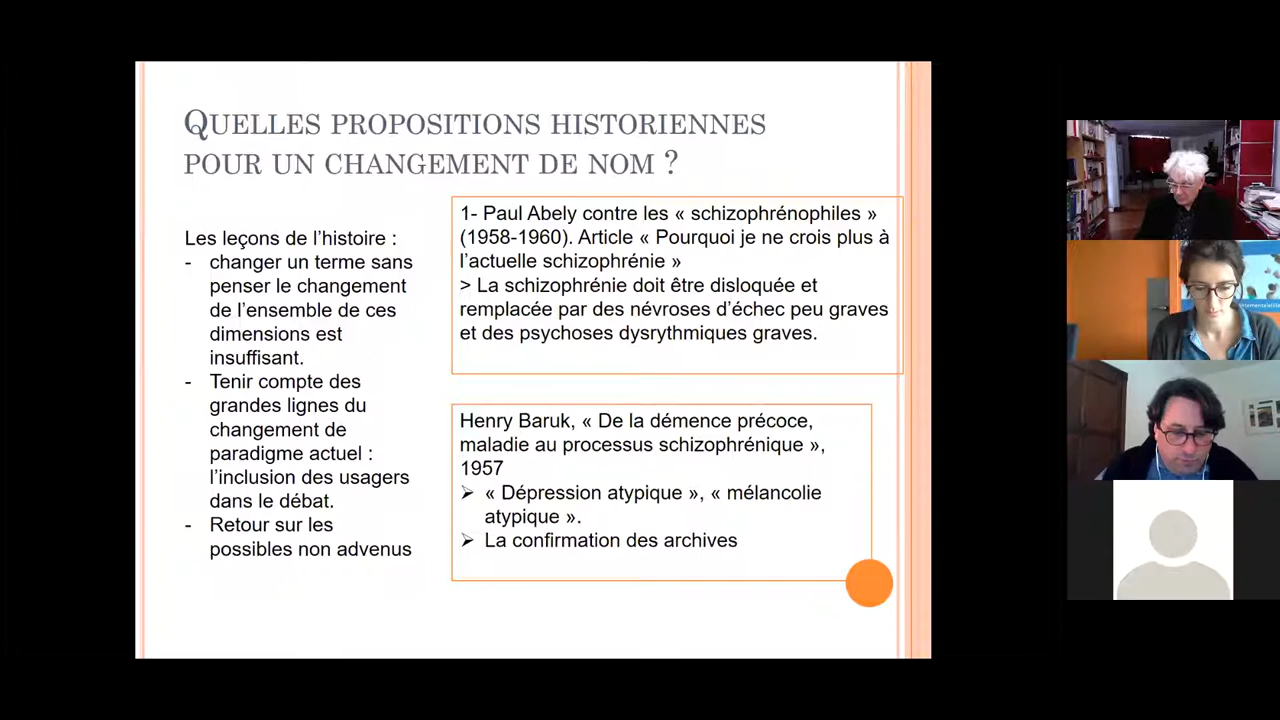 QUELLES PROPOSITIONS HISTORIENNES
POUR UN CHANGEMENT DE NOM ?
Les leçons de l'histoire :
- changer un terme sans
penser le changement
de l'ensemble de ces
dimensions est
insuffisant.
- Tenir compte des
grandes lignes du
changement de
paradigme actuel :
l'inclusion des usagers
dans le débat.
- Retour sur les
possibles non advenus
1- Paul Abely contre les « schizophrénophiles »
(1958-1960). Article « Pourquoi je ne crois plus à
l'actuelle schizophrénie »
> La schizophrénie doit être disloquée et
remplacée par des névroses d'échec peu graves
et des psychoses dysrythmiques graves.
Henry Baruk, « De la démence précoce,
maladie au processus schizophrénique »,
1957
➢ « Dépression atypique », « mélancolie
atypique ».
➢ La confirmation des archives